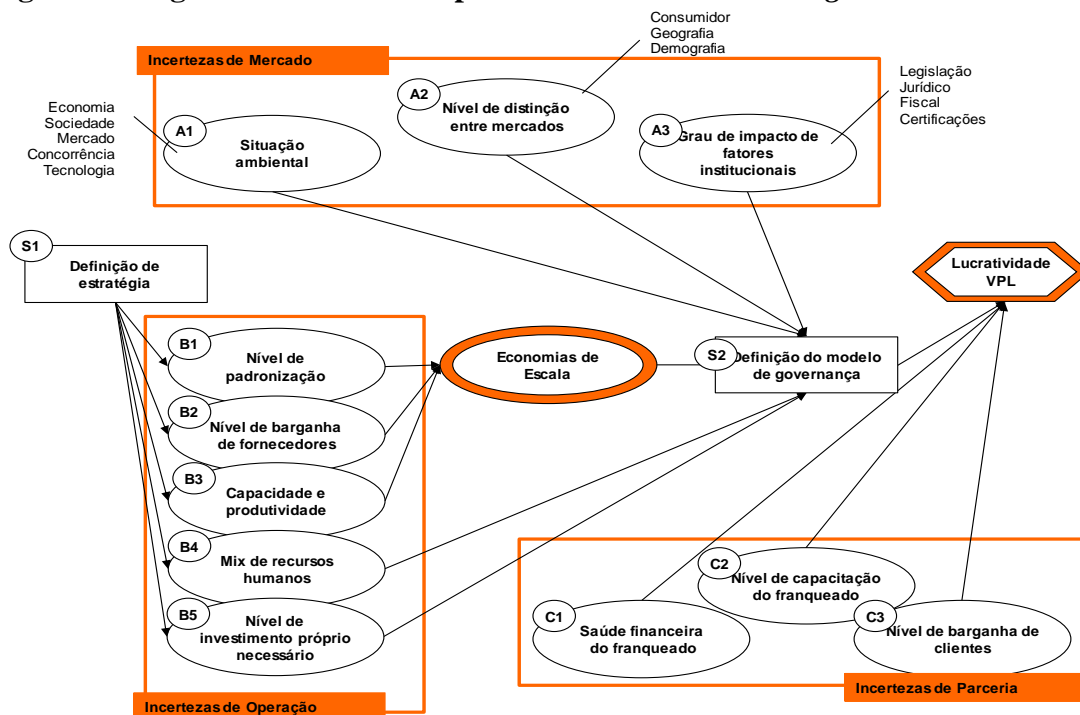 Consumidor
Geografia
Demografia
Incertezas de Mercado
Legislação
Jurídico
Fiscal
Certificações
Economia
Sociedade
Mercado
Concorrência
Tecnologia
A1
Situação
ambiental
A2
Nível de distinção
entre mercados
A3
Grau de impacto de
fatores
institucionais
S1
Definição de
estratégia
Lucratividade
VPL
B1
Nível de
padronização
B2
Nível de barganha
de fornecedores
B3
Capacidade e
produtividade
B4
Mix de recursos
humanos
B5
Nível de
investimento próprio
necessário
Incertezas de Operação
Economias de
Escala
S2
Definição do modelo
de governança
C1
Saúde financeira
do franqueado
C2
Nível de capacitação
do franqueado
C3
Nível de barganha de
clientes
Incertezas de Parceria